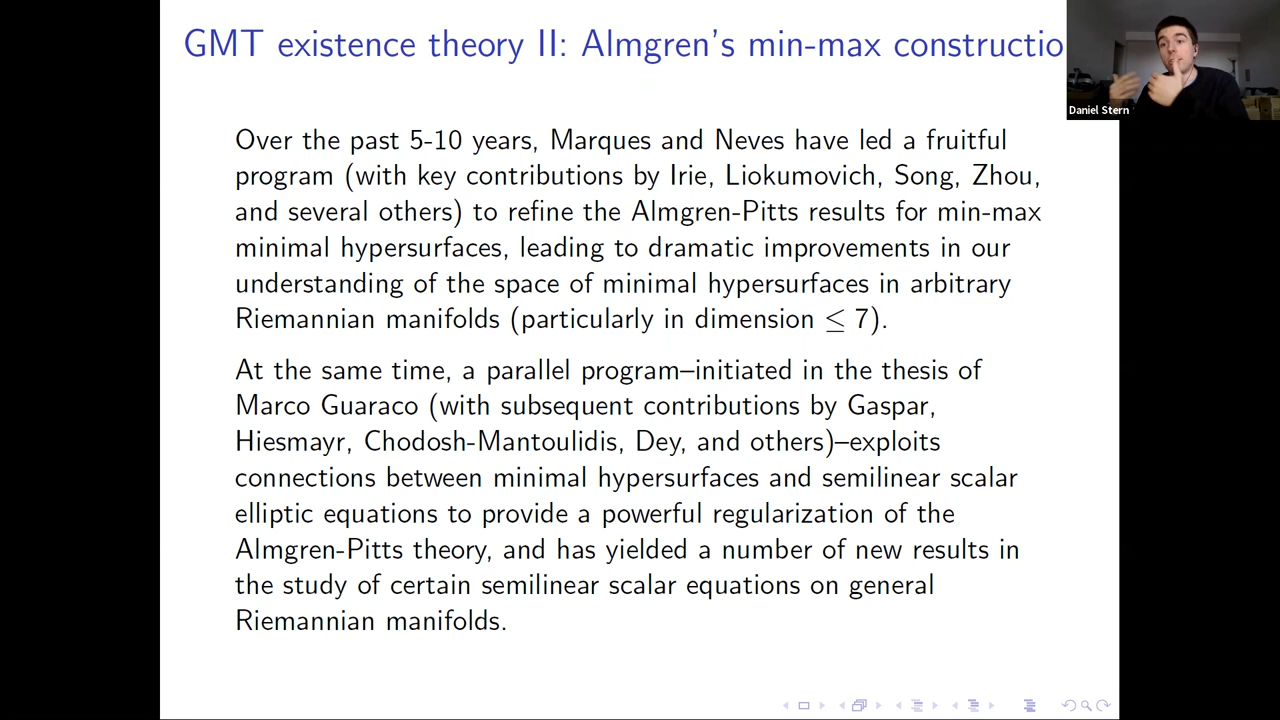 GMT existence theory II: Almgren's min-max constructio
Daniel Stern
Over the past 5-10 years, Marques and Neves have led a fruitful
program (with key contributions by Irie, Liokumovich, Song, Zhou,
and several others) to refine the Almgren-Pitts results for min-max
minimal hypersurfaces, leading to dramatic improvements in our
understanding of the space of minimal hypersurfaces in arbitrary
Riemannian manifolds (particularly in dimension ≤ 7).
At the same time, a parallel program–initiated in the thesis of
Marco Guaraco (with subsequent contributions by Gaspar,
Hiesmayr, Chodosh-Mantoulidis, Dey, and others)–exploits
connections between minimal hypersurfaces and semilinear scalar
elliptic equations to provide a powerful regularization of the
Almgren-Pitts theory, and has yielded a number of new results in
the study of certain semilinear scalar equations on general
Riemannian manifolds.